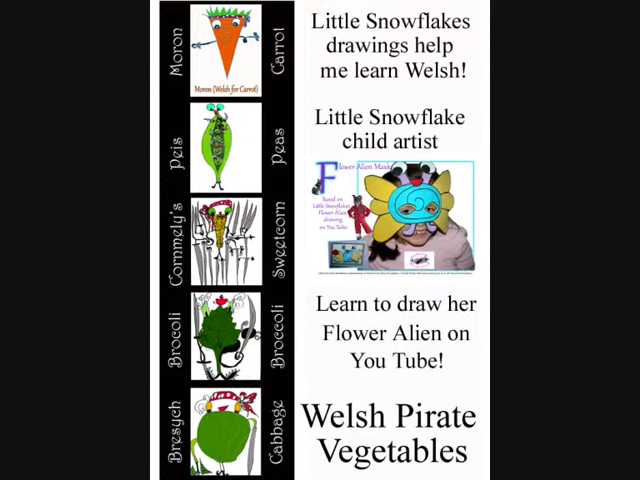 Moron
Carrot
Moron (Welsh for Carrot)
Peis
Peas
Cornmely's
Sweetcorn
Brocoli
Broccoli
Bresych
Cabbage
Little Snowflakes
drawings help
me learn Welsh!
Little Snowflake
child artist
Flower Alien Mask
Based on
Little Snowflakes
Flower Alien
drawing
on You Tube!
Learn to draw her
Flower Alien on
You Tube!
Welsh Pirate
Vegetables